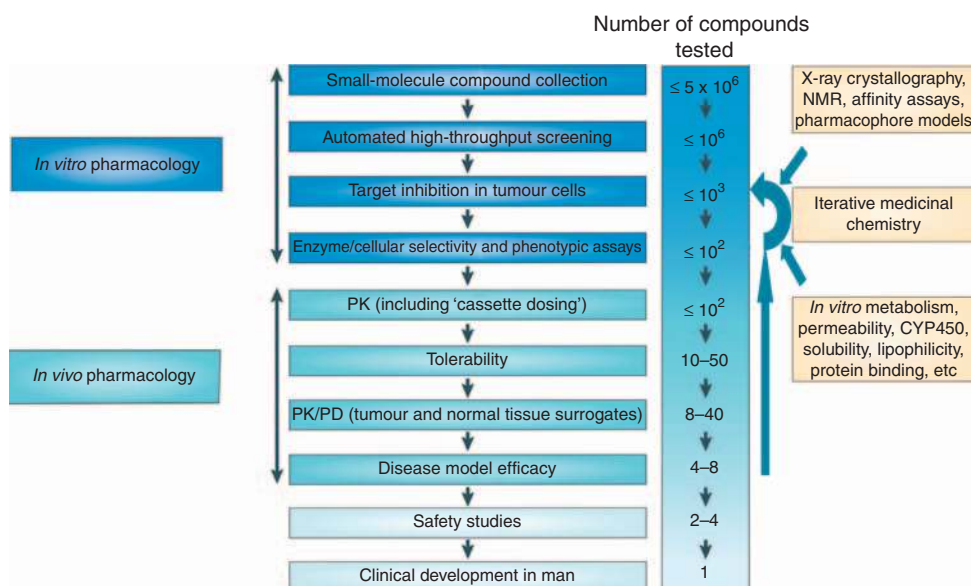 Number of compounds
tested
Small-molecule compound collection
≤ 5 x 10⁶
Automated high-throughput screening
≤ 10⁶
Target inhibition in tumour cells
≤ 10³
Enzyme/cellular selectivity and phenotypic assays
≤ 10²
PK (including ‘cassette dosing’)
≤ 10²
Tolerability
10–50
PK/PD (tumour and normal tissue surrogates)
8–40
Disease model efficacy
4–8
Safety studies
2–4
Clinical development in man
1
In vitro pharmacology
In vivo pharmacology
X-ray crystallography,
NMR, affinity assays,
pharmacophore models
Iterative medicinal
chemistry
In vitro metabolism,
permeability, CYP450,
solubility, lipophilicity,
protein binding, etc